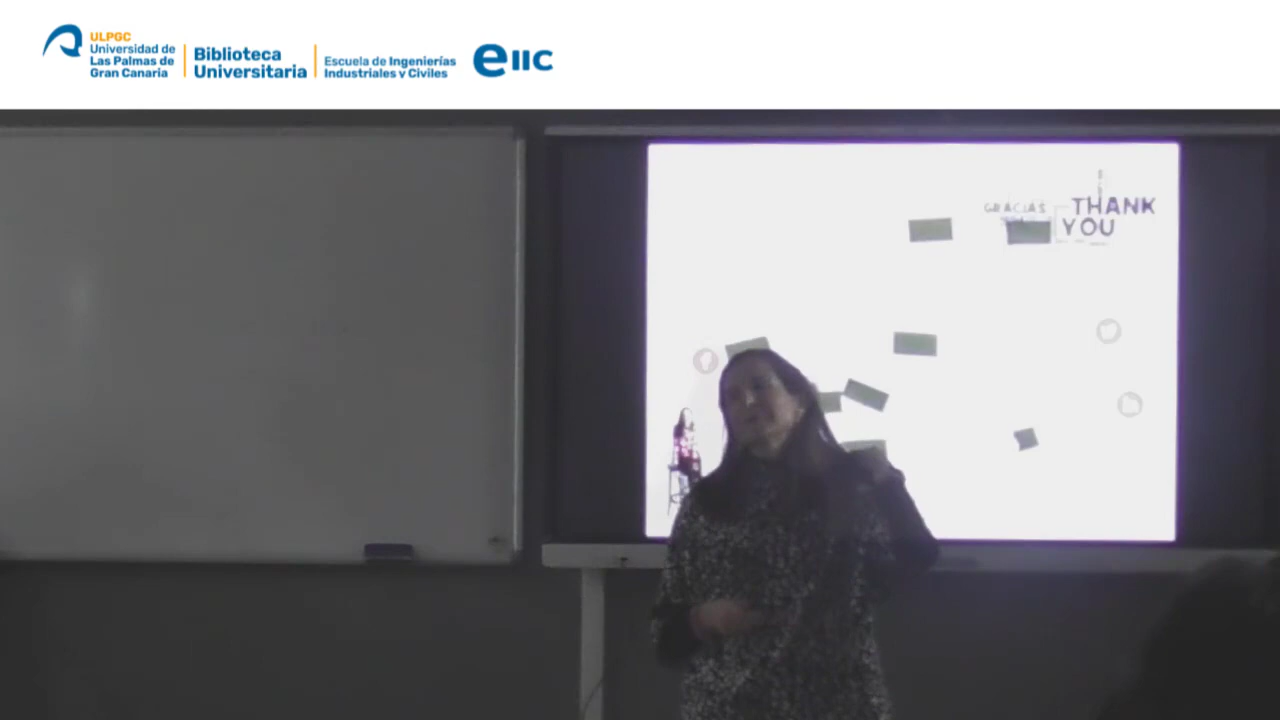 ULPGC
Universidad de
Las Palmas de
Gran Canaria
Biblioteca
Universitaria
Escuela de Ingenierías
Industriales y Civiles
eIIC
GRACIAS
THANK
YOU